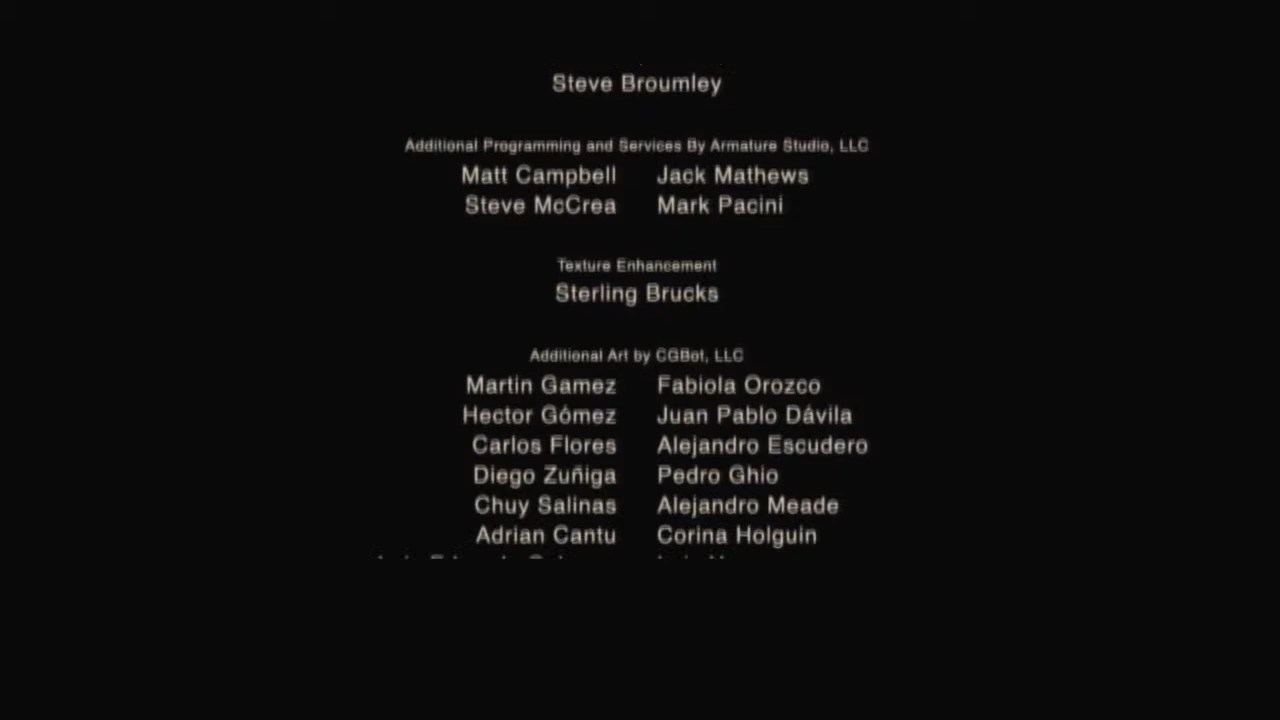 Steve Broumley
Additional Programming and Services By Armature Studio, LLC
Matt Campbell Jack Mathews
Steve McCrea Mark Pacini
Texture Enhancement
Sterling Brucks
Additional Art by CGBot, LLC
Martin Gamez Fabiola Orozco
Hector Gómez Juan Pablo Dávila
Carlos Flores Alejandro Escudero
Diego Zuñiga Pedro Ghio
Chuy Salinas Alejandro Meade
Adrian Cantu Corina Holguin